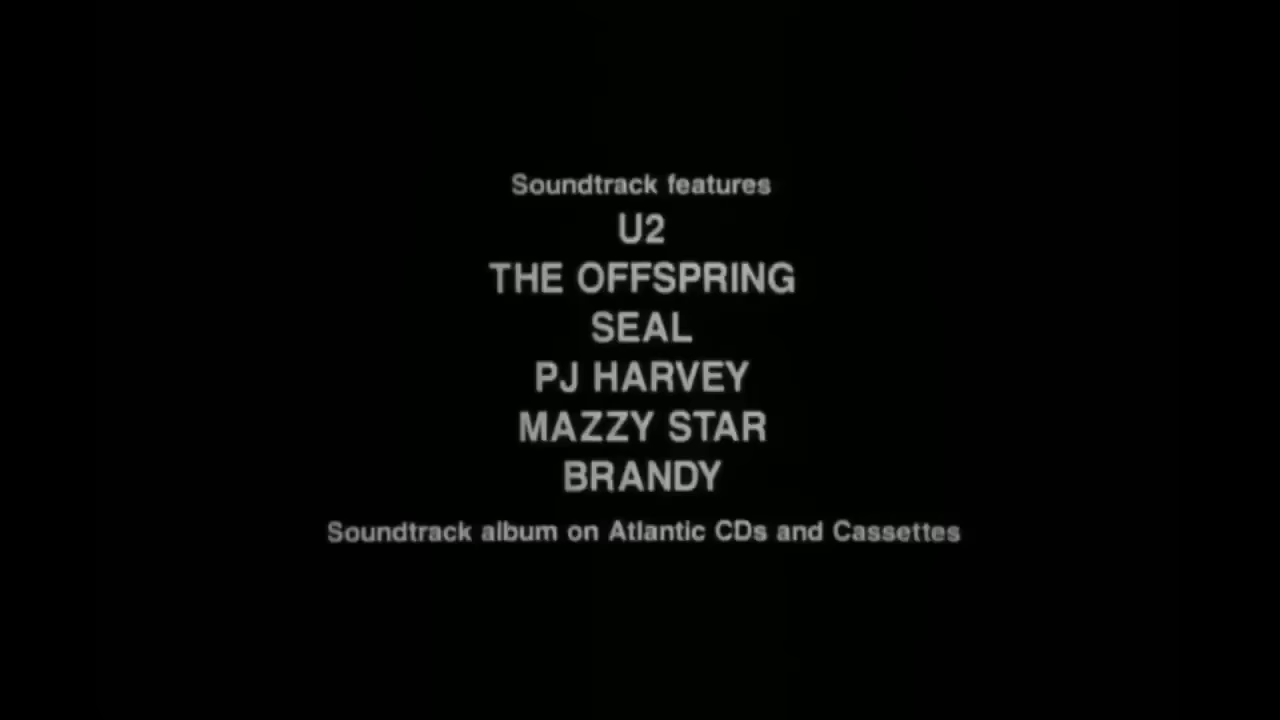 Soundtrack features
U2
THE OFFSPRING
SEAL
PJ HARVEY
MAZZY STAR
BRANDY
Soundtrack album on Atlantic CDs and Cassettes